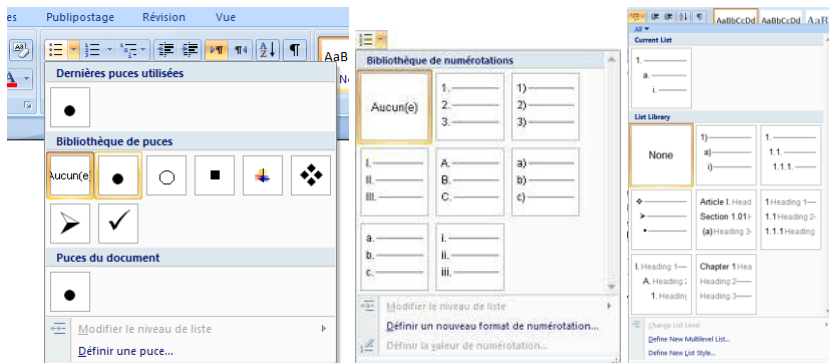 es Publipostage Révision Vue
A
AaB
Dernières puces utilisées
Bibliothèque de puces
Aucun(e)
Puces du document
Modifier le niveau de liste
Définir une puce...
Bibliothèque de numérotations
Aucun(e)
1.
2.
3.
1)
2)
3)
I.
II.
III.
A.
B.
C.
a)
b)
c)
a.
b.
c.
i.
ii.
iii.
Modifier le niveau de liste
Définir un nouveau format de numérotation...
Définir la valeur de numérotation...
AaBbCcDd AaBbCcDd AaB
All
Current List
1.
a.
i.
List Library
None
1)
a)
i)
1.
1.1.
1.1.1.
Article I. Head
Section 1.01
(a) Heading 3
1 Heading 1
1.1 Heading 2
1.1.1 Heading
I. Heading 1
A. Heading 2
1. Heading
Chapter 1 Hea
Heading 2
Heading 3
Change List Level
Define New Multilevel List...
Define New List Style...